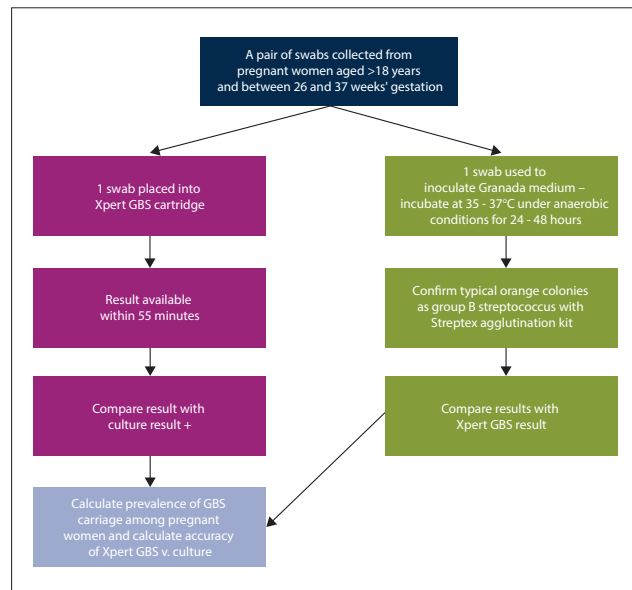 A pair of swabs collected from
pregnant women aged >18 years
and between 26 and 37 weeks' gestation
1 swab placed into
Xpert GBS cartridge
1 swab used to
inoculate Granada medium –
incubate at 35 - 37°C under anaerobic
conditions for 24 - 48 hours
Result available
within 55 minutes
Confirm typical orange colonies
as group B streptococcus with
Streptex agglutination kit
Compare result with
culture result +
Compare results with
Xpert GBS result
Calculate prevalence of GBS
carriage among pregnant
women and calculate accuracy
of Xpert GBS v. culture